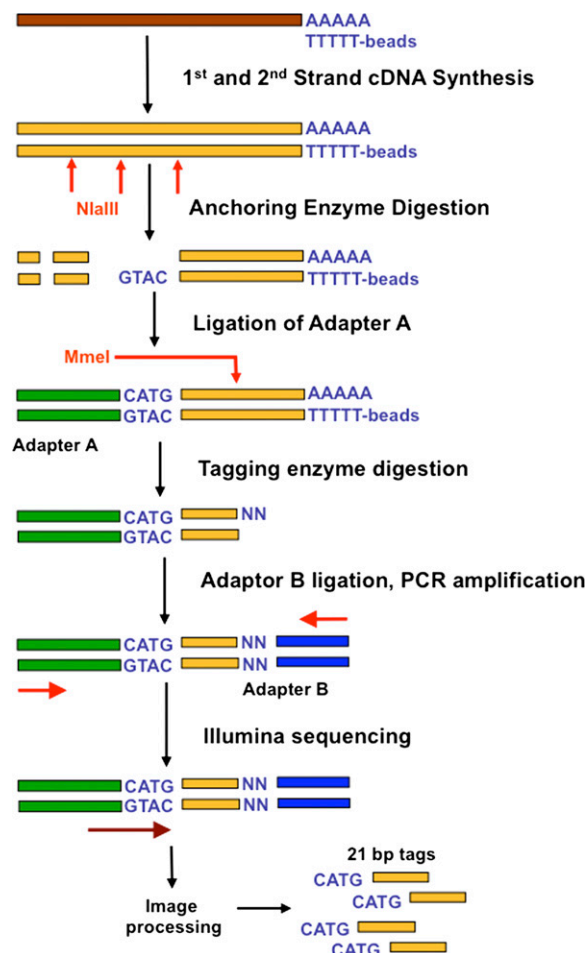 AAAAA
TTTTT-beads
1st and 2nd Strand cDNA Synthesis
AAAAA
TTTTT-beads
NlaIII
Anchoring Enzyme Digestion
AAAAA
GTAC TTTTT-beads
Ligation of Adapter A
MmeI
CATG AAAAA
GTAC TTTTT-beads
Adapter A
Tagging enzyme digestion
CATG NN
GTAC
Adaptor B ligation, PCR amplification
CATG NN
GTAC NN
Adapter B
Illumina sequencing
CATG NN
GTAC NN
21 bp tags
CATG
CATG
Image
processing
CATG
CATG